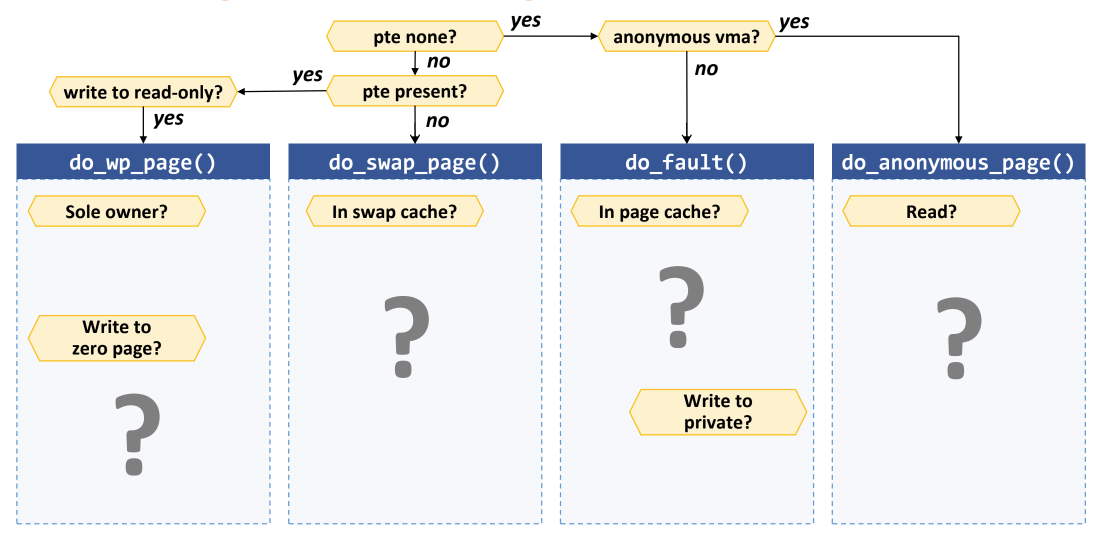 pte none?
yes
anonymous vma?
yes
no
no
write to read-only?
yes
pte present?
yes
no
do_wp_page()
do_swap_page()
do_fault()
do_anonymous_page()
Sole owner?
In swap cache?
In page cache?
Read?
?
?
?
Write to
zero page?
Write to
private?
?